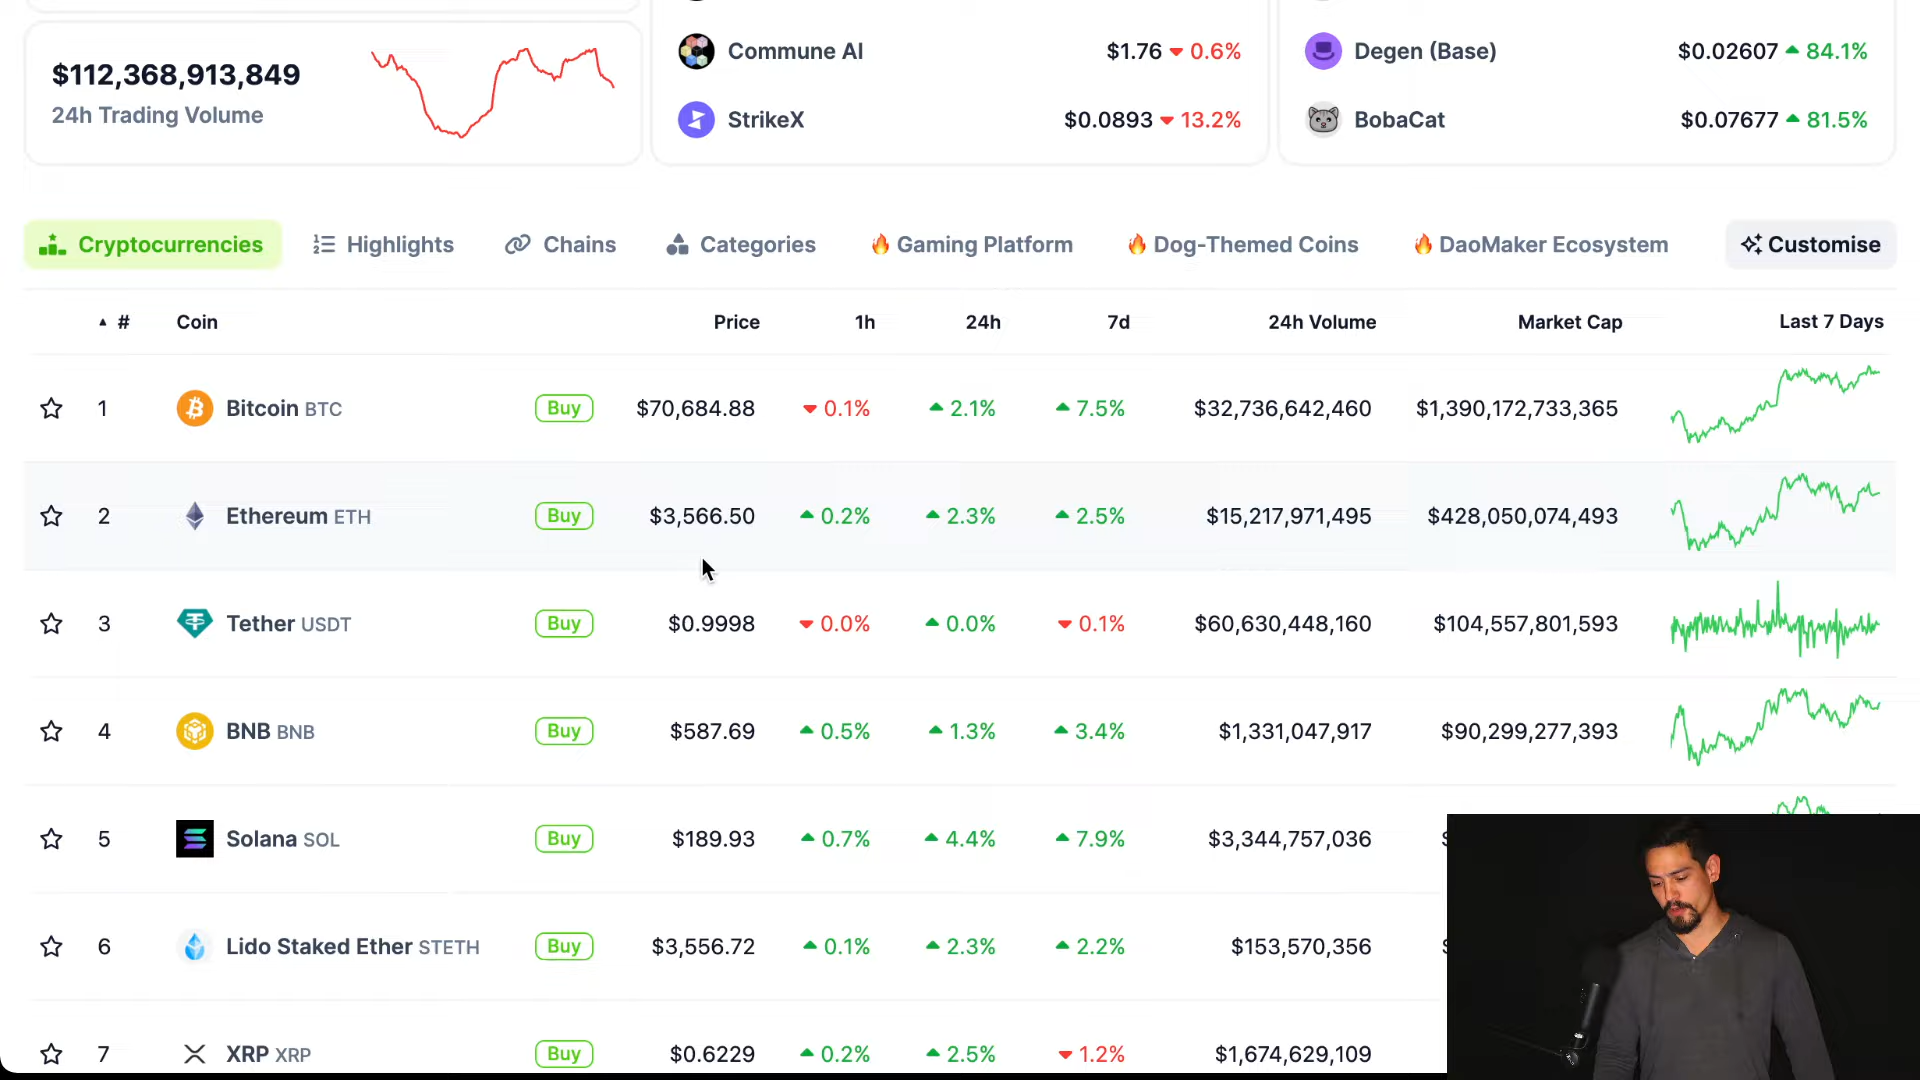 $112,368,913,849
24h Trading Volume
Commune AI $1.76 0.6%
StrikeX $0.0893 13.2%
Degen (Base) $0.02607 84.1%
BobaCat $0.07677 81.5%
Cryptocurrencies Highlights Chains Categories Gaming Platform Dog-Themed Coins DaoMaker Ecosystem Customise
# Coin Price 1h 24h 7d 24h Volume Market Cap Last 7 Days
1 Bitcoin BTC Buy $70,684.88 0.1% 2.1% 7.5% $32,736,642,460 $1,390,172,733,365
2 Ethereum ETH Buy $3,566.50 0.2% 2.3% 2.5% $15,217,971,495 $428,050,074,493
3 Tether USDT Buy $0.9998 0.0% 0.0% 0.1% $60,630,448,160 $104,557,801,593
4 BNB BNB Buy $587.69 0.5% 1.3% 3.4% $1,331,047,917 $90,299,277,393
5 Solana SOL Buy $189.93 0.7% 4.4% 7.9% $3,344,757,036
6 Lido Staked Ether STETH Buy $3,556.72 0.1% 2.3% 2.2% $153,570,356
7 XRP XRP Buy $0.6229 0.2% 2.5% 1.2% $1,674,629,109